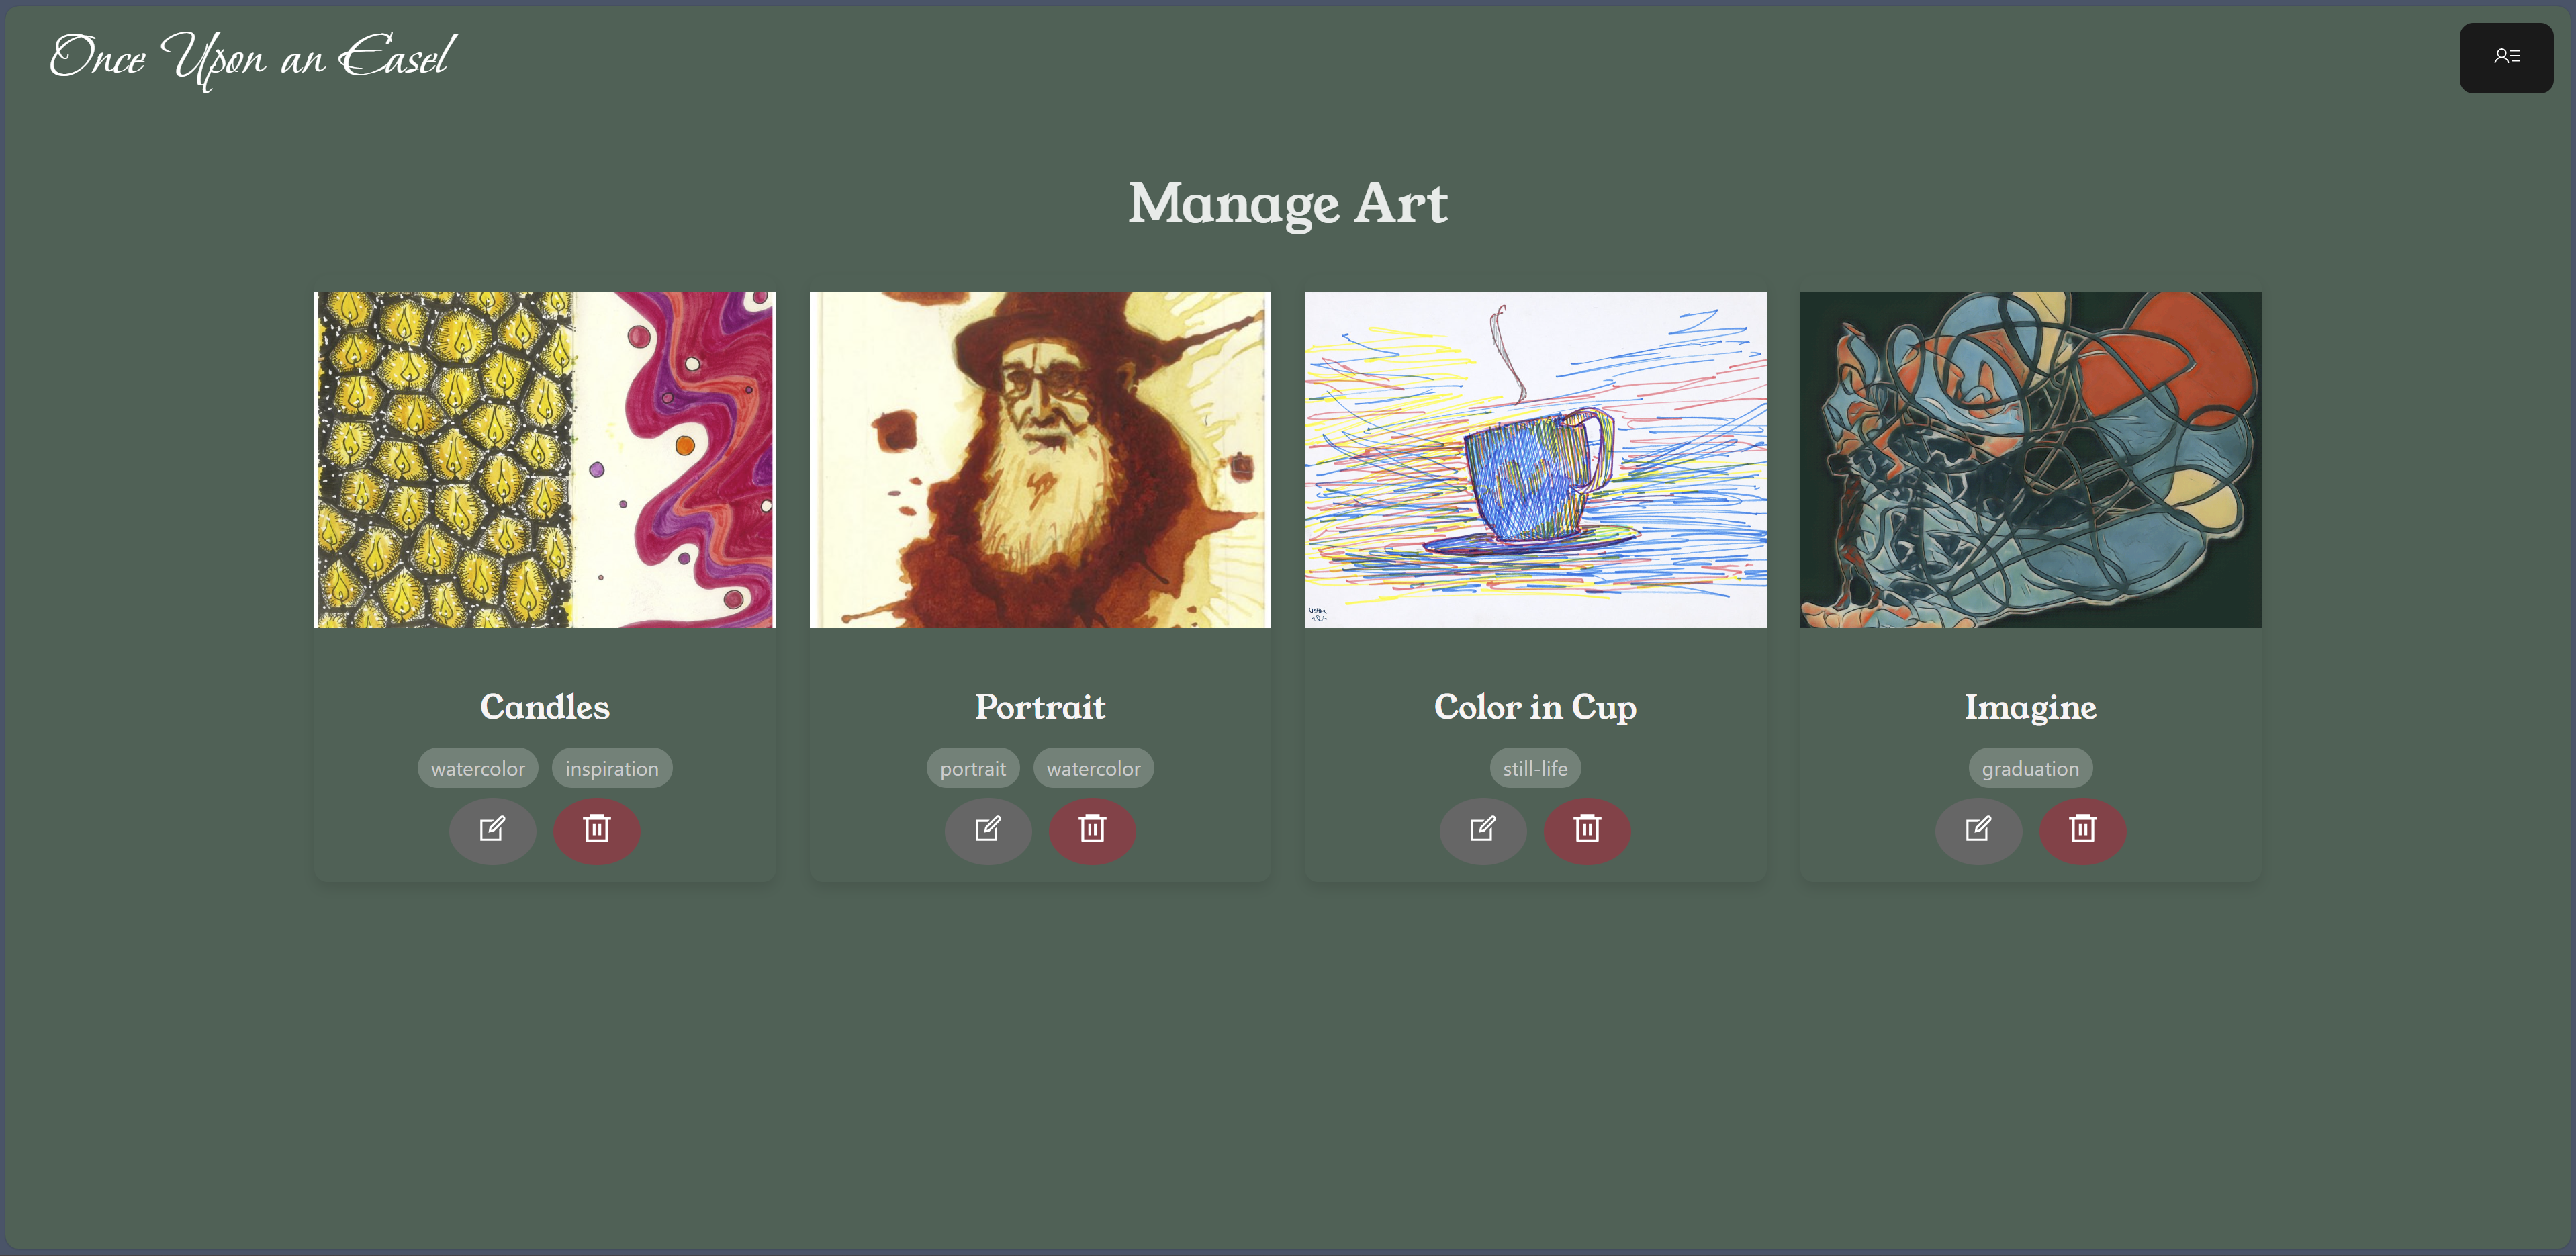 Once Upon an Easel
Manage Art
Candles
watercolor inspiration
Portrait
portrait watercolor
Color in Cup
still-life
Imagine
graduation